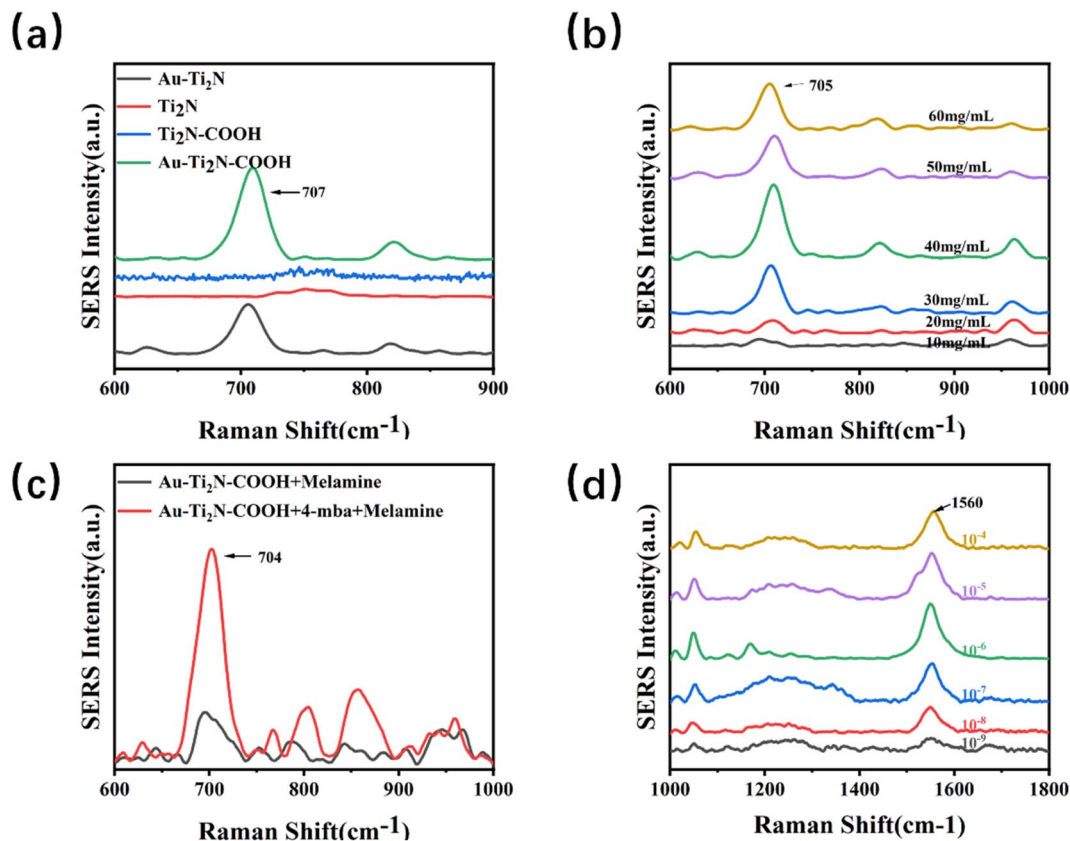 (a)
Au-Ti₂N
Ti₂N
Ti₂N-COOH
Au-Ti₂N-COOH
707
SERS Intensity(a.u.)
600 700 800 900
Raman Shift(cm⁻¹)
(b)
705
60mg/mL
50mg/mL
40mg/mL
30mg/mL
20mg/mL
10mg/mL
SERS Intensity(a.u.)
600 700 800 900 1000
Raman Shift(cm⁻¹)
(c)
Au-Ti₂N-COOH+Melamine
Au-Ti₂N-COOH+4-mba+Melamine
704
SERS Intensity(a.u.)
600 700 800 900 1000
Raman Shift(cm⁻¹)
(d)
1560
10⁻⁴
10⁻⁵
10⁻⁶
10⁻⁷
10⁻⁸
10⁻⁹
SERS Intensity(a.u.)
1000 1200 1400 1600 1800
Raman Shift(cm-1)